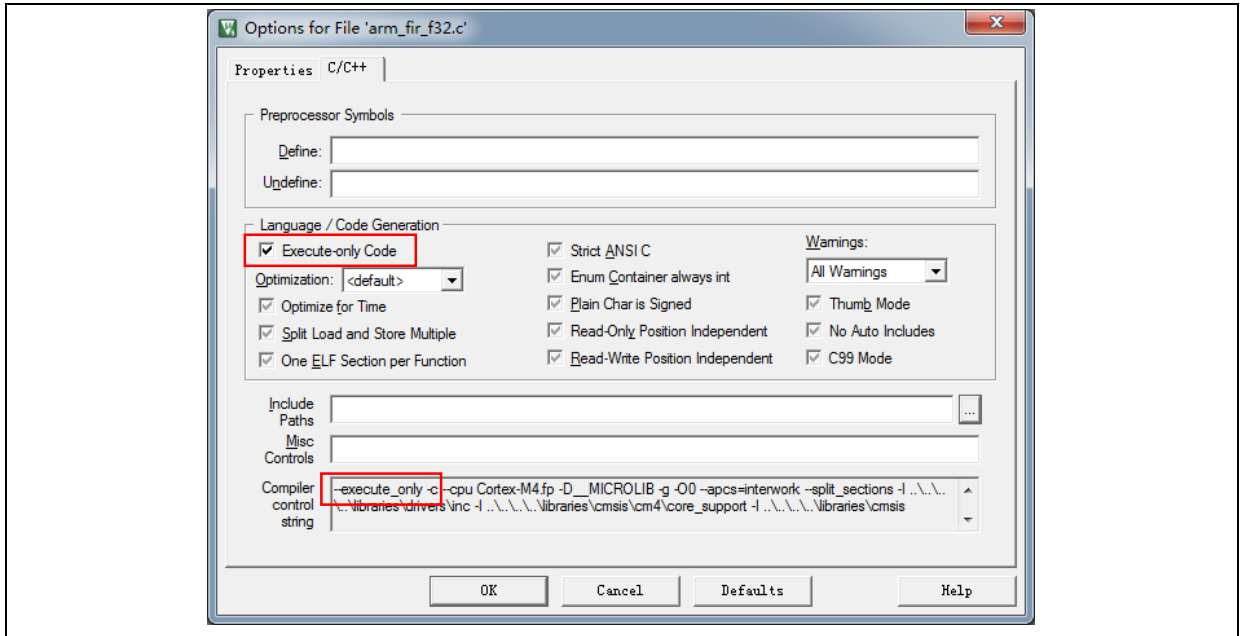 Options for File 'arm_fir_f32.c'
Properties C/C++
Preprocessor Symbols
Define:
Undefine:
Language / Code Generation
Execute-only Code
Strict ANSI C
Warnings:
Optimization: <default>
Enum Container always int
All Warnings
Optimize for Time
Plain Char is Signed
Thumb Mode
Split Load and Store Multiple
Read-Only Position Independent
No Auto Includes
One ELF Section per Function
Read-Write Position Independent
C99 Mode
Include
Paths
...
Misc
Controls
Compiler
control
string
--execute_only -c --cpu Cortex-M4.fp -D__MICROLIB -g -O0 --apcs=interwork --split_sections -I ..\..\..
\..\libraries\drivers\inc -I ..\..\..\..\libraries\cmsis\cm4\core_support -I ..\..\..\..\libraries\cmsis
OK Cancel Defaults Help